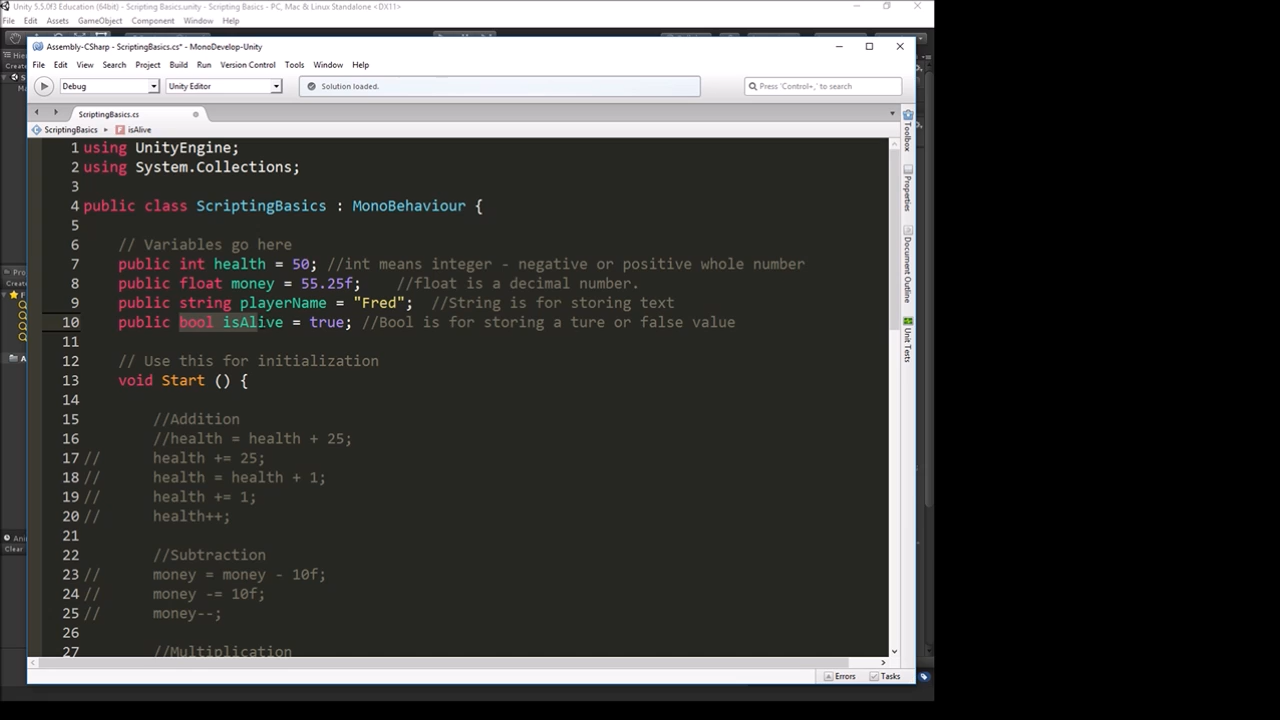 Unity 5.5.0f3 Education (64bit) - Scripting Basics.unity - Scripting Basics - PC, Mac & Linux Standalone <DX11>
File Edit Assets GameObject Component Window Help
Assembly-CSharp - ScriptingBasics.cs* - MonoDevelop-Unity
File Edit View Search Project Build Run Version Control Tools Window Help
Debug Unity Editor Solution loaded. Press 'Control+,' to search
ScriptingBasics.cs
ScriptingBasics isAlive
1 using UnityEngine;
2 using System.Collections;
3
4 public class ScriptingBasics : MonoBehaviour {
5
6 // Variables go here
7 public int health = 50; //int means integer - negative or positive whole number
8 public float money = 55.25f; //float is a decimal number.
9 public string playerName = "Fred"; //String is for storing text
10 public bool isAlive = true; //Bool is for storing a ture or false value
11
12 // Use this for initialization
13 void Start () {
14
15 //Addition
16 //health = health + 25;
17 // health += 25;
18 // health = health + 1;
19 // health += 1;
20 // health++;
21
22 //Subtraction
23 // money = money - 10f;
24 // money -= 10f;
25 // money--;
26
27 //Multiplication
Toolbox
Properties
Document Outline
Unit Tests
Errors Tasks
Clear